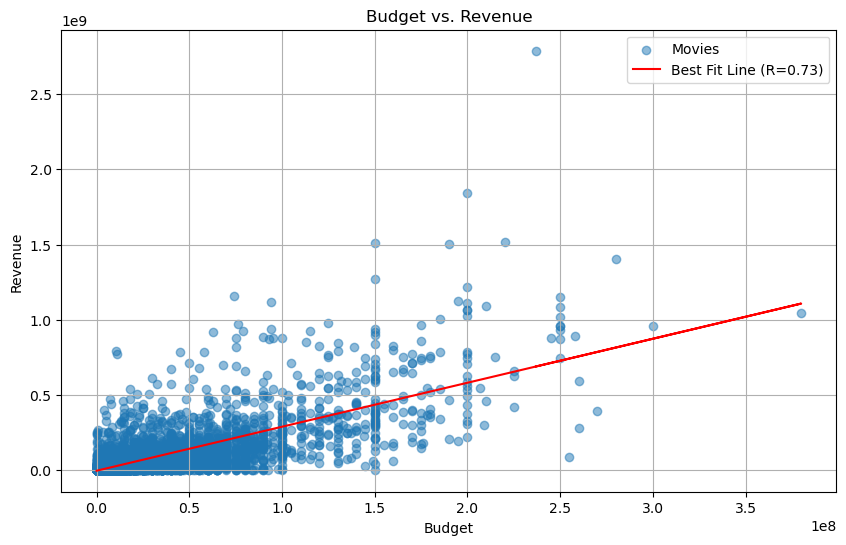 Budget vs. Revenue
1e9
Movies
Best Fit Line (R=0.73)
2.5
2.0
1.5
1.0
0.5
0.0
Revenue
0.0 0.5 1.0 1.5 2.0 2.5 3.0 3.5
Budget
1e8